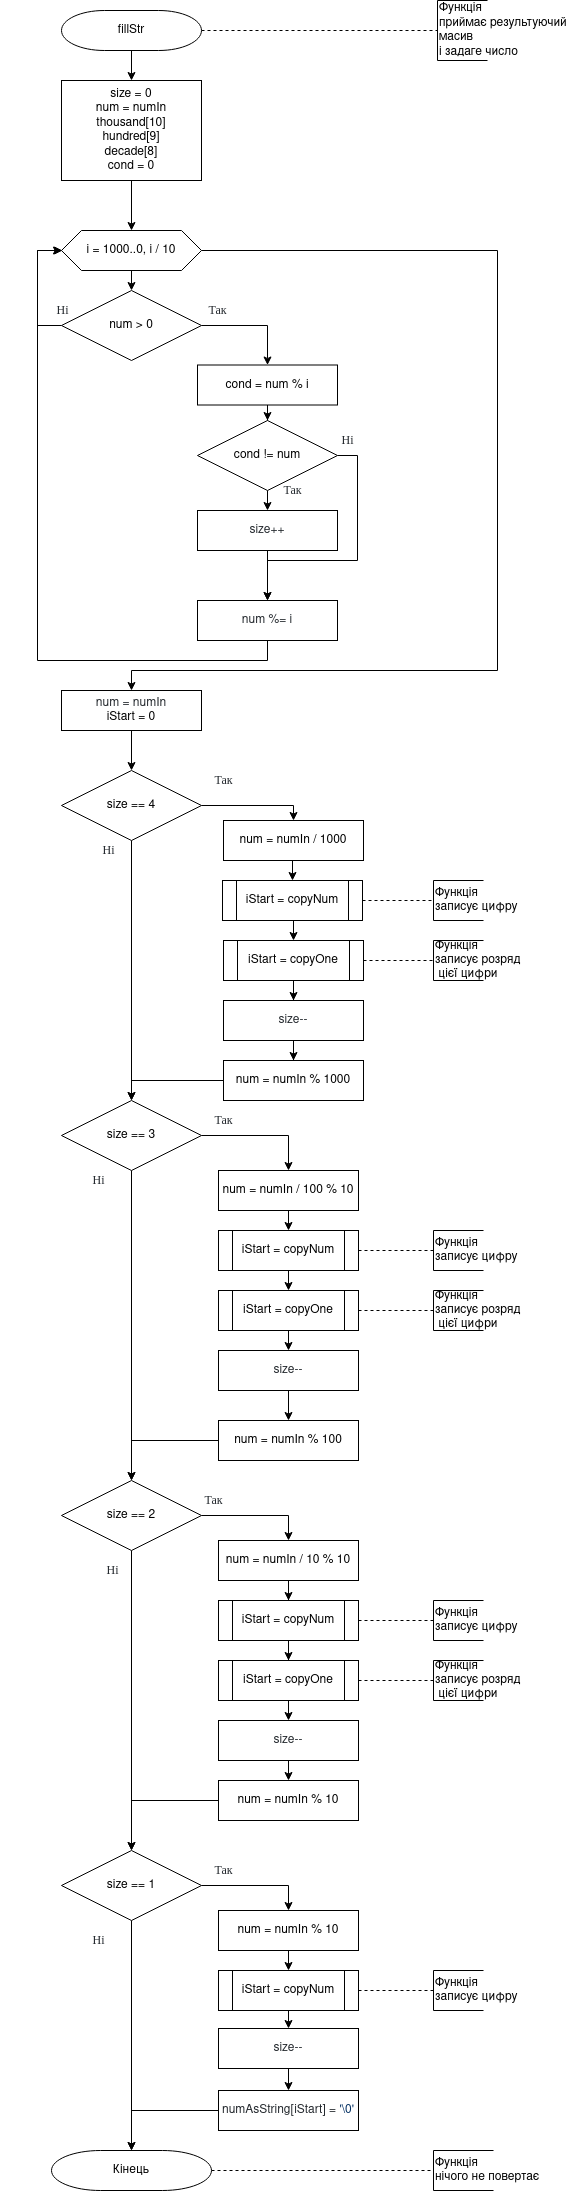 fillStr
Функція
приймає результуючий
масив
і задаге число
size = 0
num = numIn
thousand[10]
hundred[9]
decade[8]
cond = 0
i = 1000..0, i / 10
Ні
num > 0
Так
cond = num % i
cond != num
Ні
Так
size++
num %= i
num = numIn
iStart = 0
size == 4
Так
Ні
num = numIn / 1000
iStart = copyNum
Функція
записує цифру
iStart = copyOne
Функція
записує розряд
цієї цифри
size--
num = numIn % 1000
size == 3
Так
Ні
num = numIn / 100 % 10
iStart = copyNum
Функція
записує цифру
iStart = copyOne
Функція
записує розряд
цієї цифри
size--
num = numIn % 100
size == 2
Так
Ні
num = numIn / 10 % 10
iStart = copyNum
Функція
записує цифру
iStart = copyOne
Функція
записує розряд
цієї цифри
size--
num = numIn % 10
size == 1
Так
Ні
num = numIn % 10
iStart = copyNum
Функція
записує цифру
size--
numAsString[iStart] = '\0'
Кінець
Функція
нічого не повертає